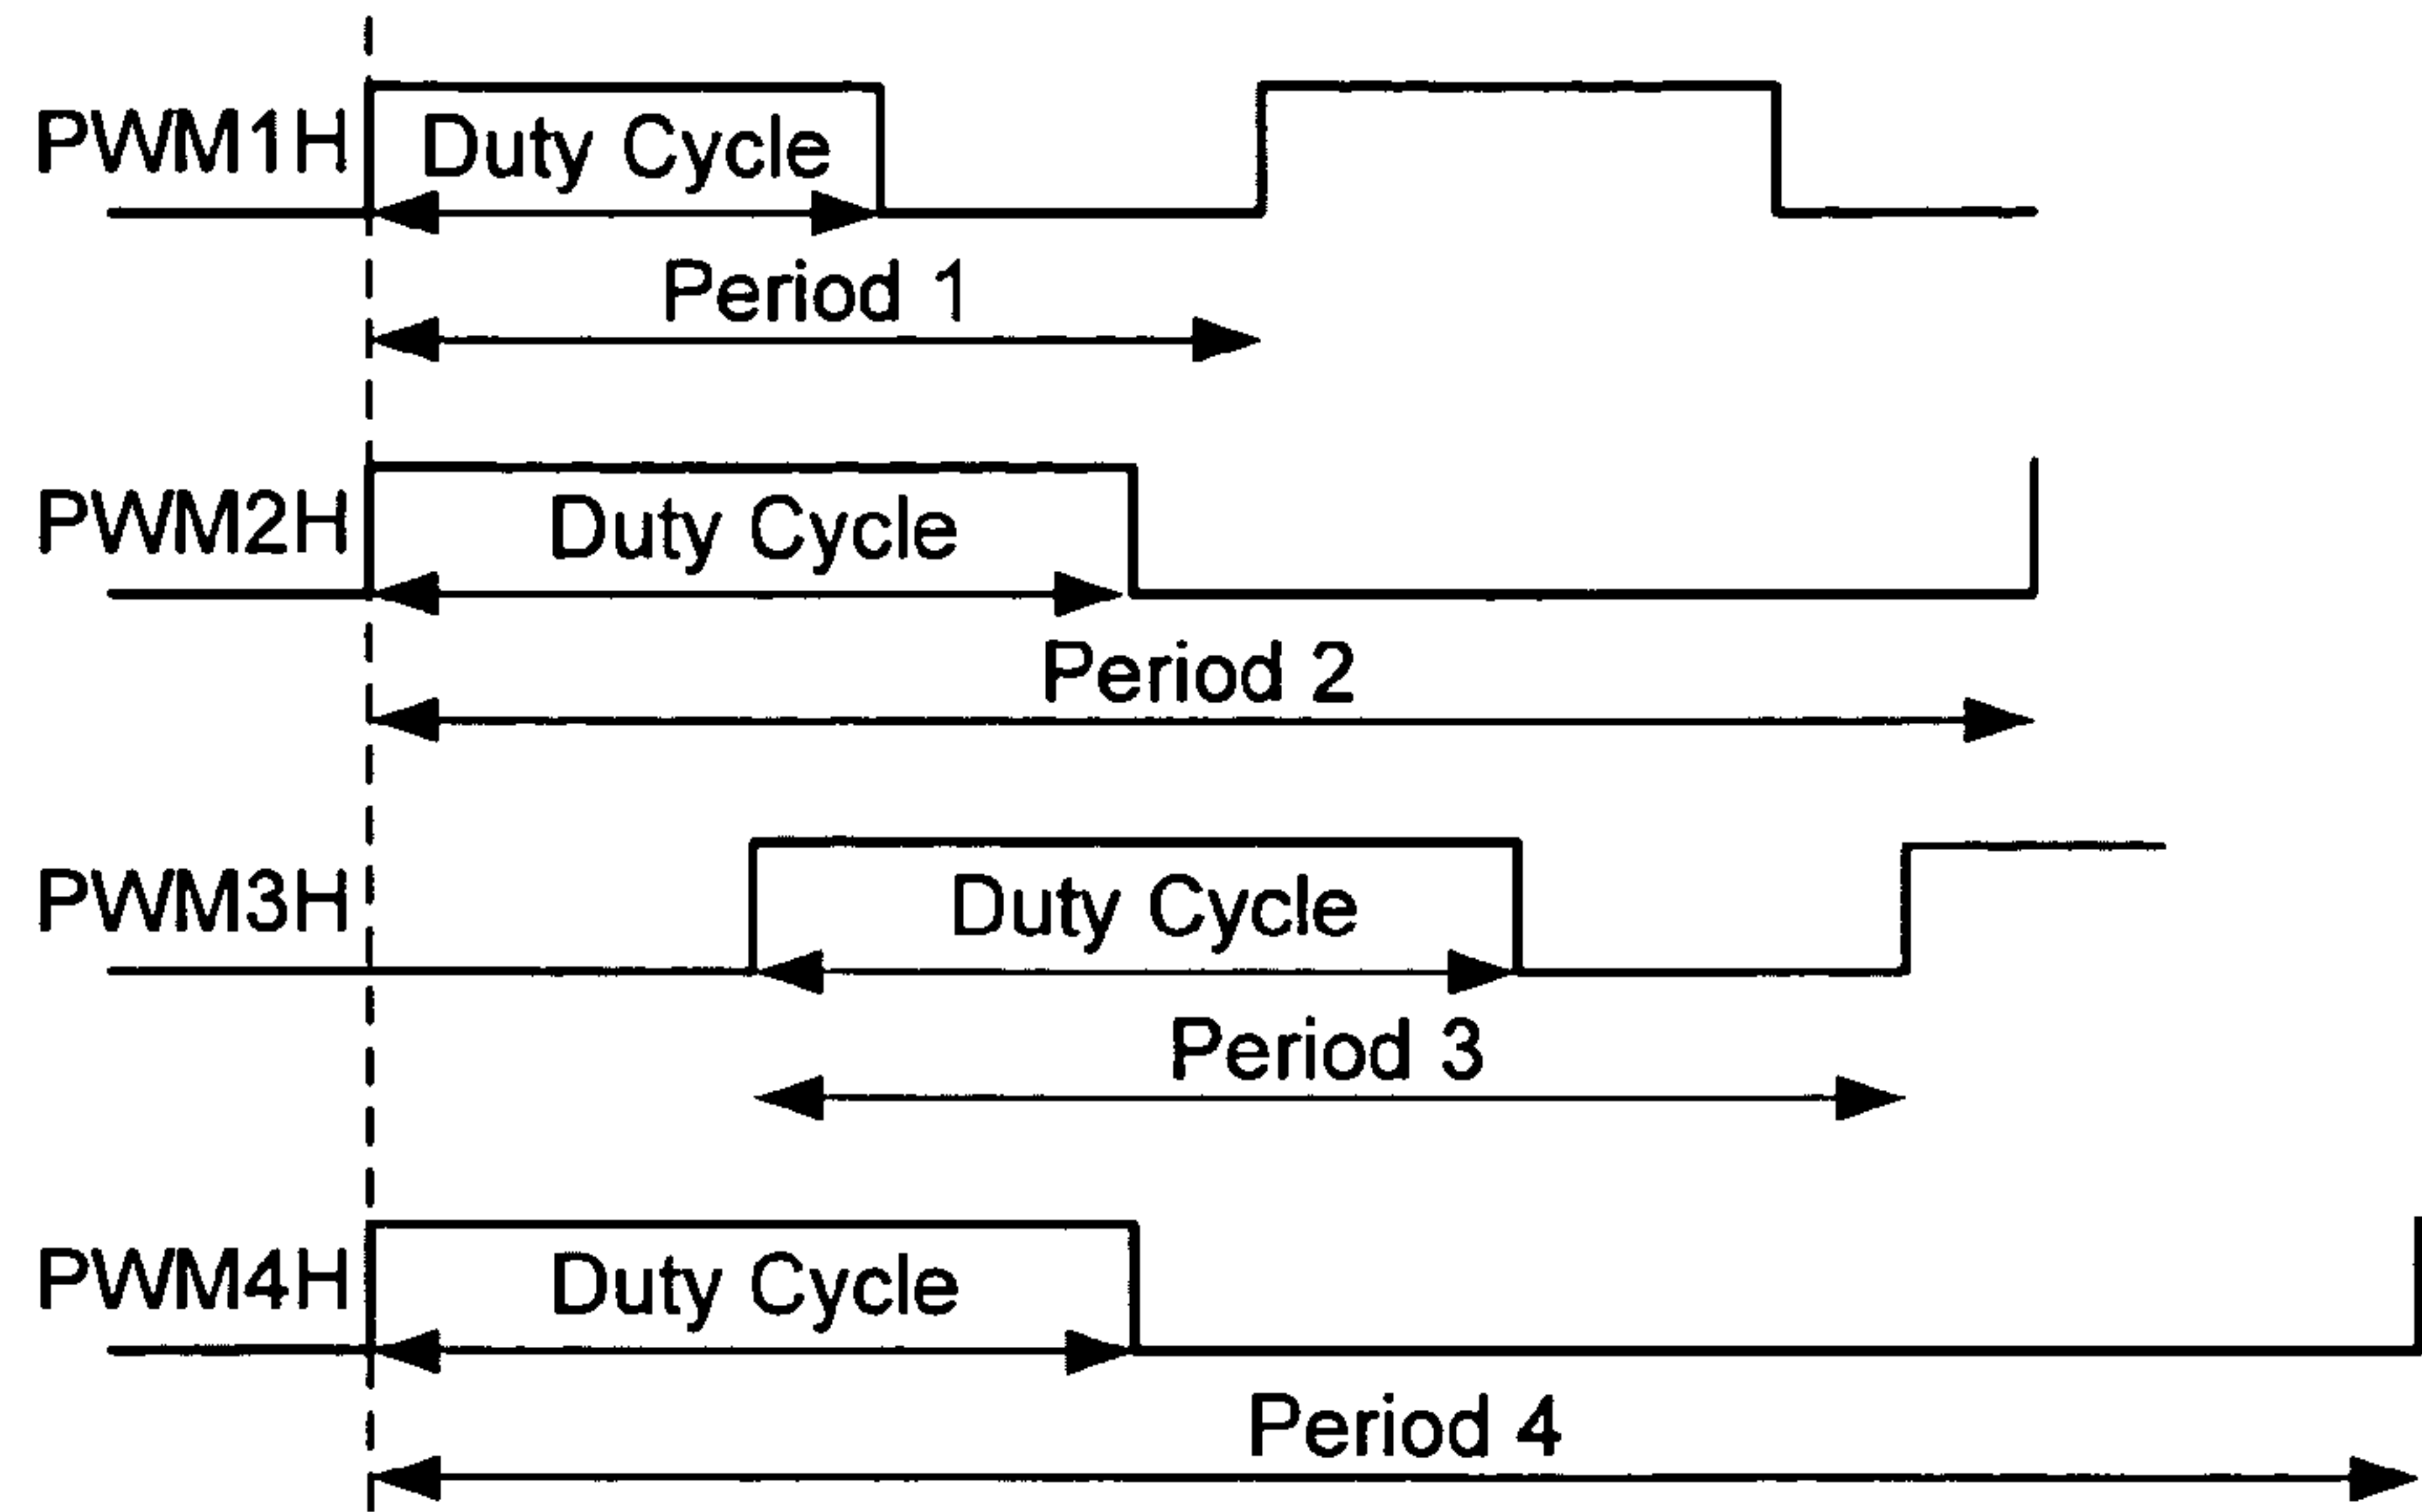 PWM1H
Duty Cycle
Period 1
PWM2H
Duty Cycle
Period 2
PWM3H
Duty Cycle
Period 3
PWM4H
Duty Cycle
Period 4